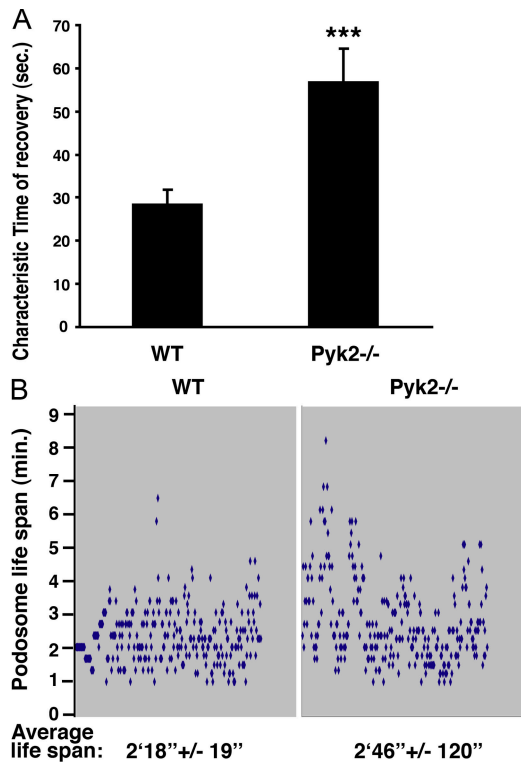 A
Characteristic Time of recovery (sec.)
70
60
50
40
30
20
10
0
***
WT
Pyk2-/-
B
WT
Pyk2-/-
Podosome life span (min.)
9
8
7
6
5
4
3
2
1
0
Average
life span: 2‘18”+/- 19” 2‘46”+/- 120”